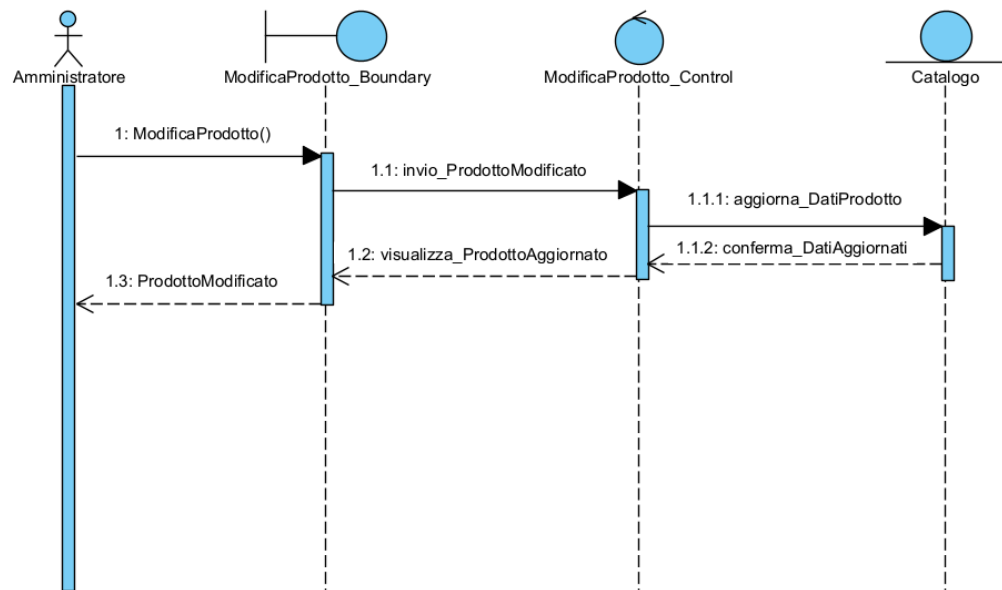 Amministratore
ModificaProdotto_Boundary
ModificaProdotto_Control
Catalogo
1: ModificaProdotto()
1.1: invio_ProdottoModificato
1.1.1: aggiorna_DatiProdotto
1.1.2: conferma_DatiAggiornati
1.2: visualizza_ProdottoAggiornato
1.3: ProdottoModificato